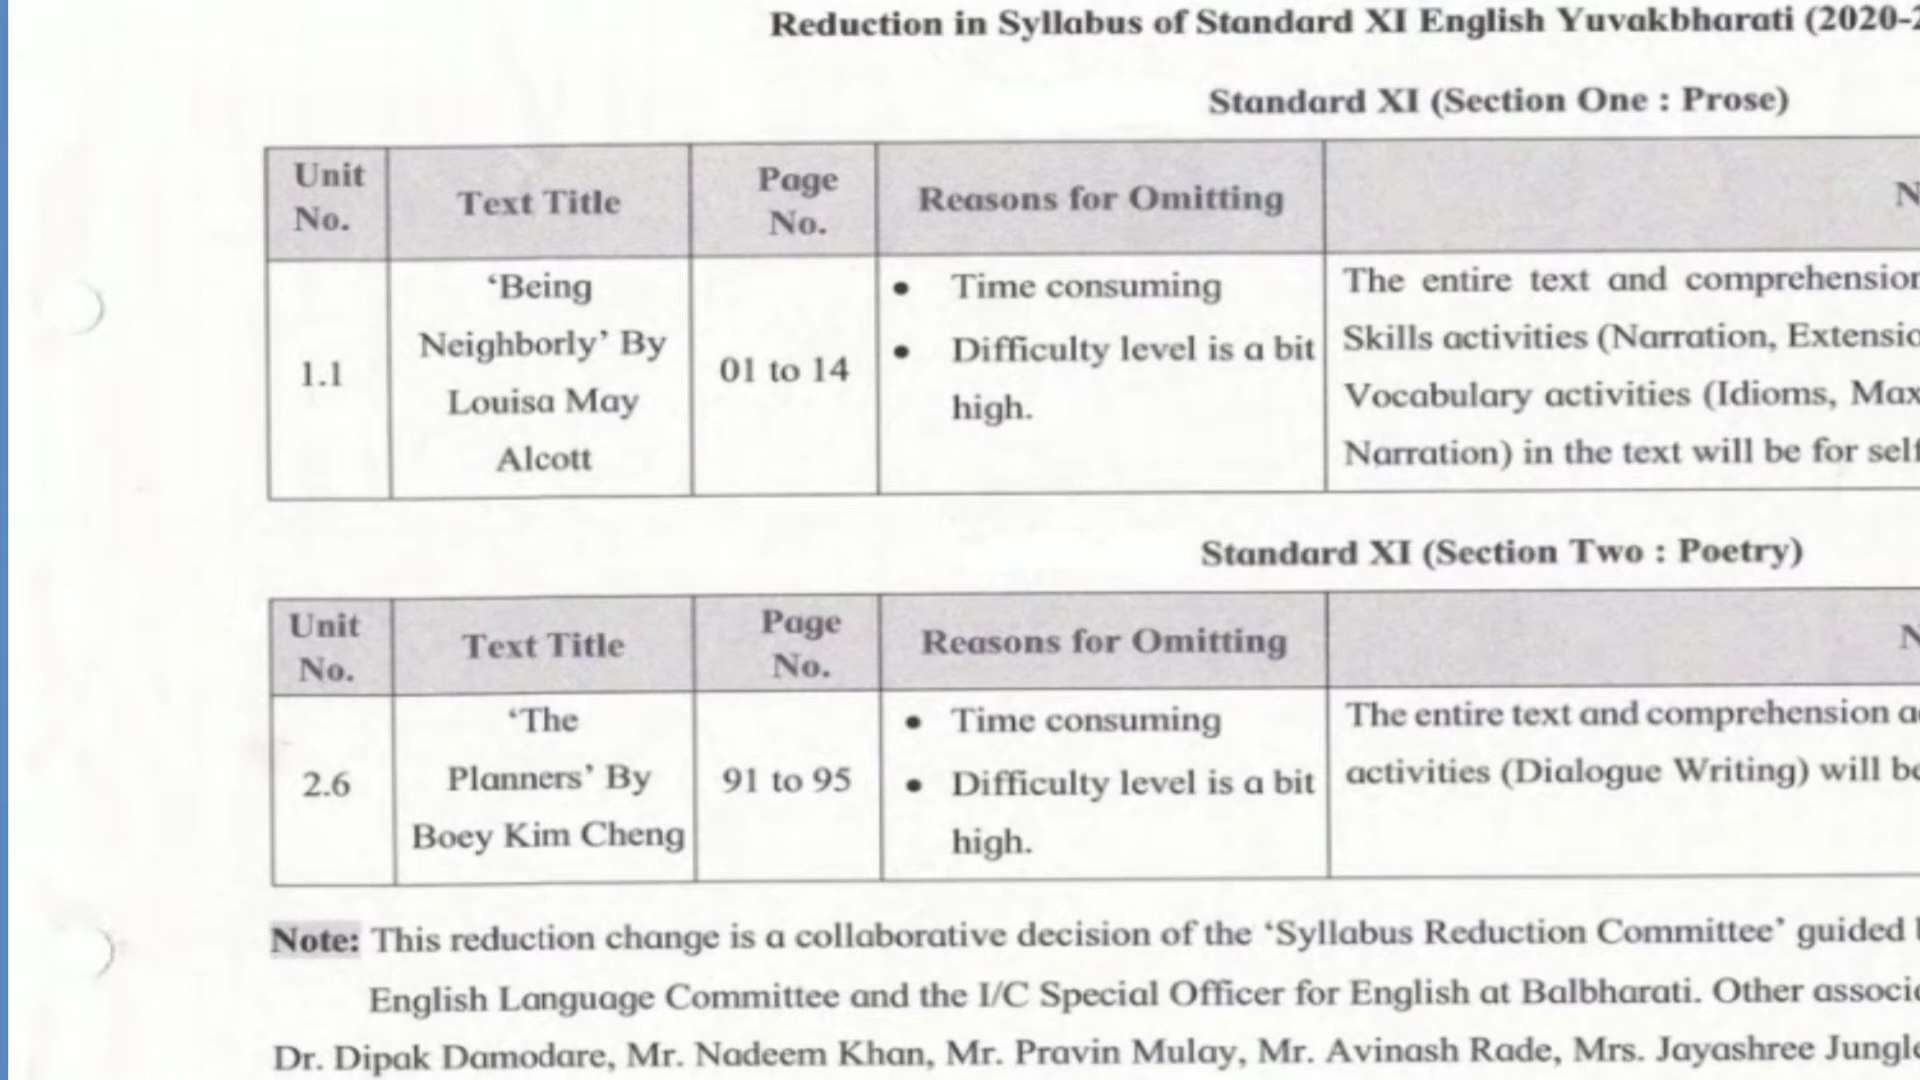 Reduction in Syllabus of Standard XI English Yuvakbharati (2020-
Standard XI (Section One : Prose)
Unit No.
Text Title
Page No.
Reasons for Omitting
1.1
‘Being
Neighborly’ By
Louisa May
Alcott
01 to 14
• Time consuming
• Difficulty level is a bit
high.
The entire text and comprehension
Skills activities (Narration,
Vocabulary activities (Idioms,
Narration) in the text will be for self
Standard XI (Section Two : Poetry)
Unit No.
Text Title
Page No.
Reasons for Omitting
2.6
‘The
Planners’ By
Boey Kim Cheng
91 to 95
• Time consuming
• Difficulty level is a bit
high.
The entire text and comprehension
activities (Dialogue Writing) will
Note: This reduction change is a collaborative decision of the ‘Syllabus Reduction Committee’ guided
English Language Committee and the I/C Special Officer for English at Balbharati. Other
Dr. Dipak Damodare, Mr. Nadeem Khan, Mr. Pravin Mulay, Mr. Avinash Rade, Mrs. Jayashree